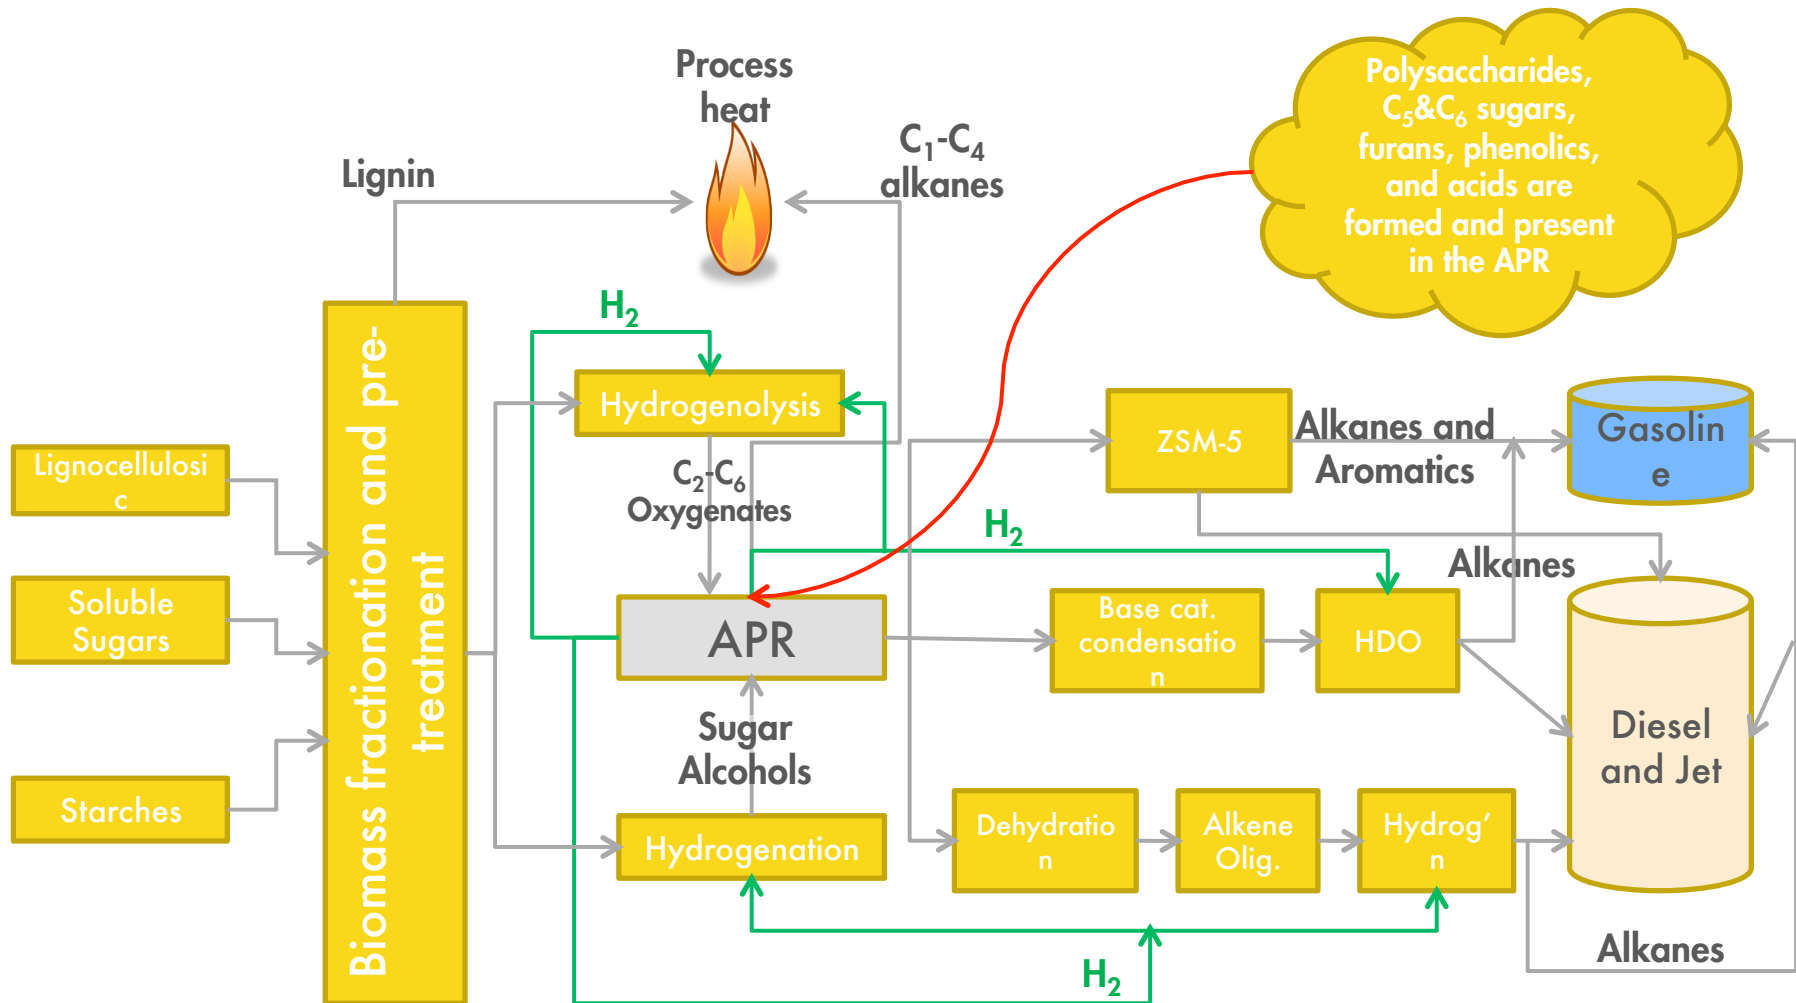 Process
heat
C₁-C₄
alkanes
Polysaccharides,
C₅&C₆ sugars,
furans, phenolics,
and acids are
formed and present
in the APR
Lignin
H₂
Biomass fractionation and pre-
treatment
Hydrogenolysis
Lignocellulosi
c
C₂-C₆
Oxygenates
ZSM-5
Alkanes and
Aromatics
Gasolin
e
H₂
Alkanes
Soluble
Sugars
APR
Base cat.
condensatio
n
HDO
Diesel
and Jet
Sugar
Alcohols
Starches
Hydrogenation
Dehydratio
n
Alkene
Olig.
Hydrog’
n
Alkanes
H₂